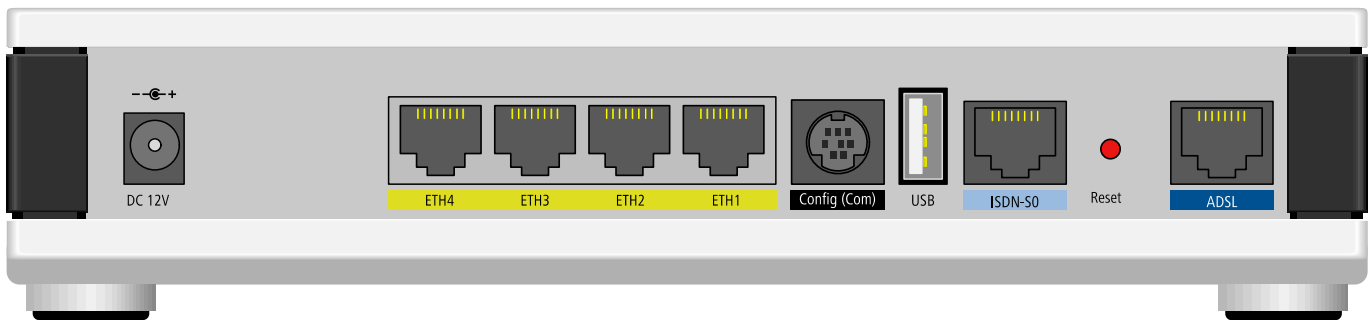 DC 12V
ETH4
ETH3
ETH2
ETH1
Config (Com)
USB
ISDN-S0
Reset
ADSL